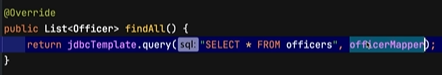 @Override
public List<Officer> findAll() {
return jdbcTemplate.query( sql: "SELECT * FROM officers", officerMapper);
}